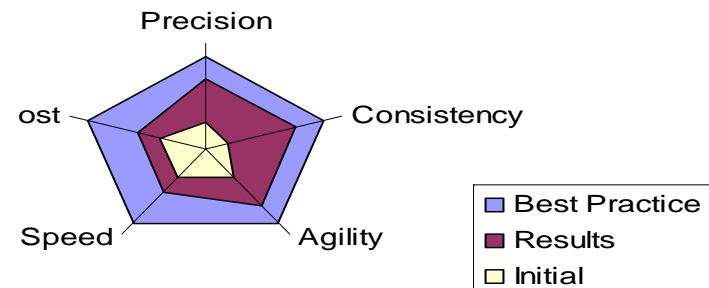 Precision
ost
Consistency
Speed
Agility
Best Practice
Results
Initial